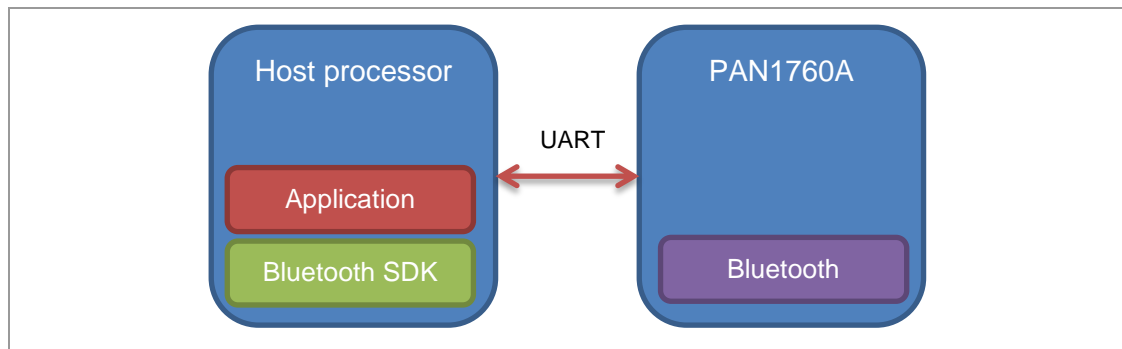 Host processor
PAN1760A
UART
Application
Bluetooth SDK
Bluetooth